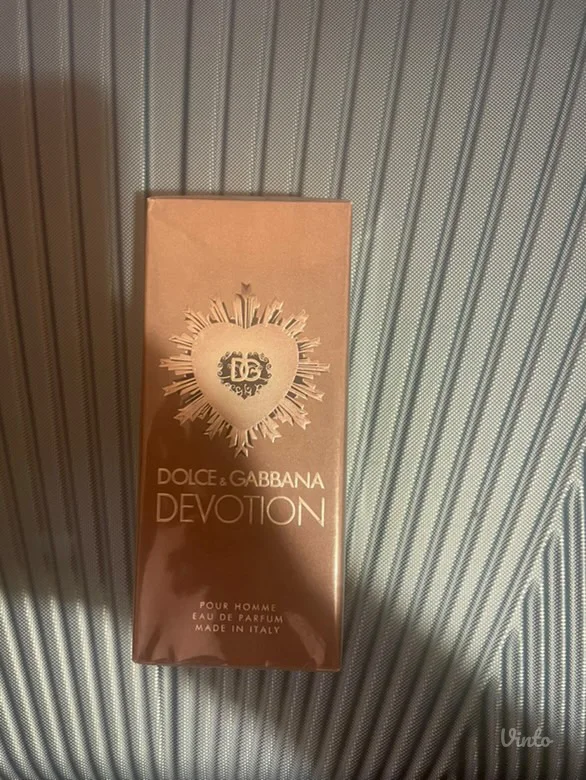 DG
DOLCE & GABBANA
DEVOTION
POUR HOMME
EAU DE PARFUM
MADE IN ITALY
Vinto